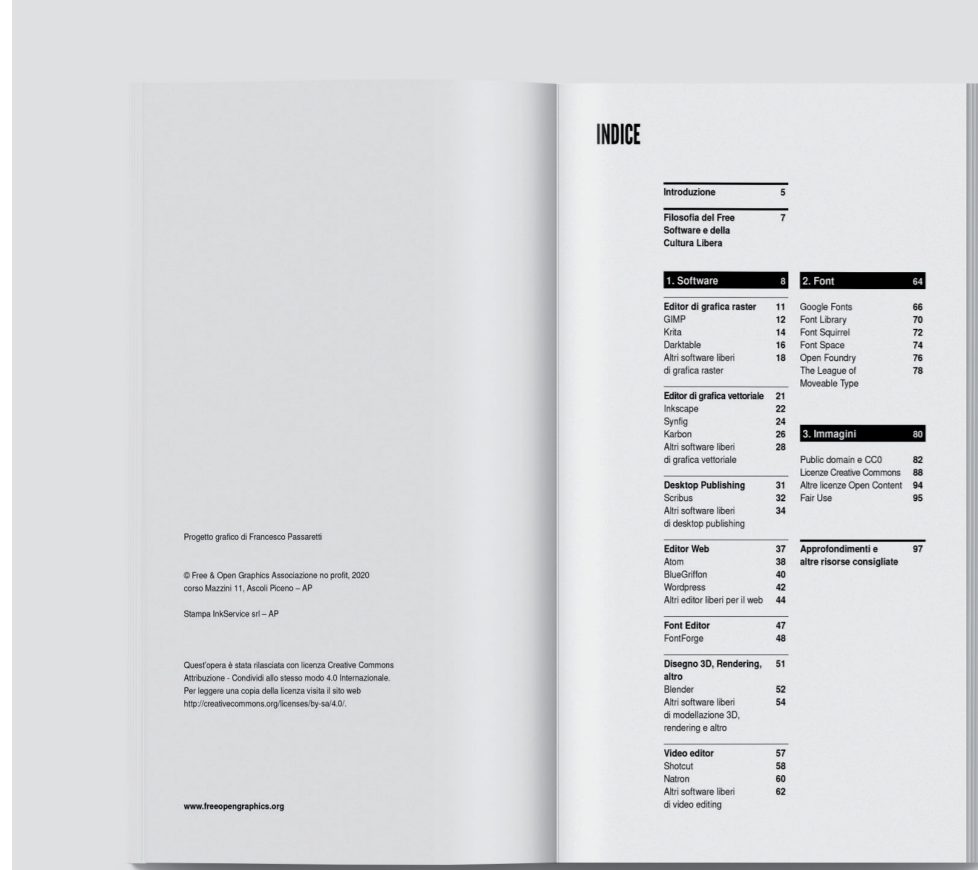 Progetto grafico di Francesco Passaretti
© Free & Open Graphics Associazione no profit, 2020
corso Mazzini 11, Ascoli Piceno – AP
Stampa InkService srl – AP
Quest'opera è stata rilasciata con licenza Creative Commons
Attribuzione - Condividi allo stesso modo 4.0 Internazionale.
Per leggere una copia della licenza visita il sito web
http://creativecommons.org/licenses/by-sa/4.0/.
www.freeopengraphics.org
INDICE
Introduzione 5
Filosofia del Free 7
Software e della
Cultura Libera
1. Software 8
Editor di grafica raster 11
GIMP 12
Krita 14
Darktable 16
Altri software liberi 18
di grafica raster
Editor di grafica vettoriale 21
Inkscape 22
Synfig 24
Karbon 26
Altri software liberi 28
di grafica vettoriale
Desktop Publishing 31
Scribus 32
Altri software liberi 34
di desktop publishing
Editor Web 37
Atom 38
BlueGriffon 40
Wordpress 42
Altri editor liberi per il web 44
Font Editor 47
FontForge 48
Disegno 3D, Rendering, 51
altro
Blender 52
Altri software liberi 54
di modellazione 3D,
rendering e altro
Video editor 57
Shotcut 58
Natron 60
Altri software liberi 62
di video editing
2. Font 64
Google Fonts 66
Font Library 70
Font Squirrel 72
Font Space 74
Open Foundry 76
The League of 78
Moveable Type
3. Immagini 80
Public domain e CC0 82
Licenze Creative Commons 88
Altre licenze Open Content 94
Fair Use 95
Approfondimenti e 97
altre risorse consigliate